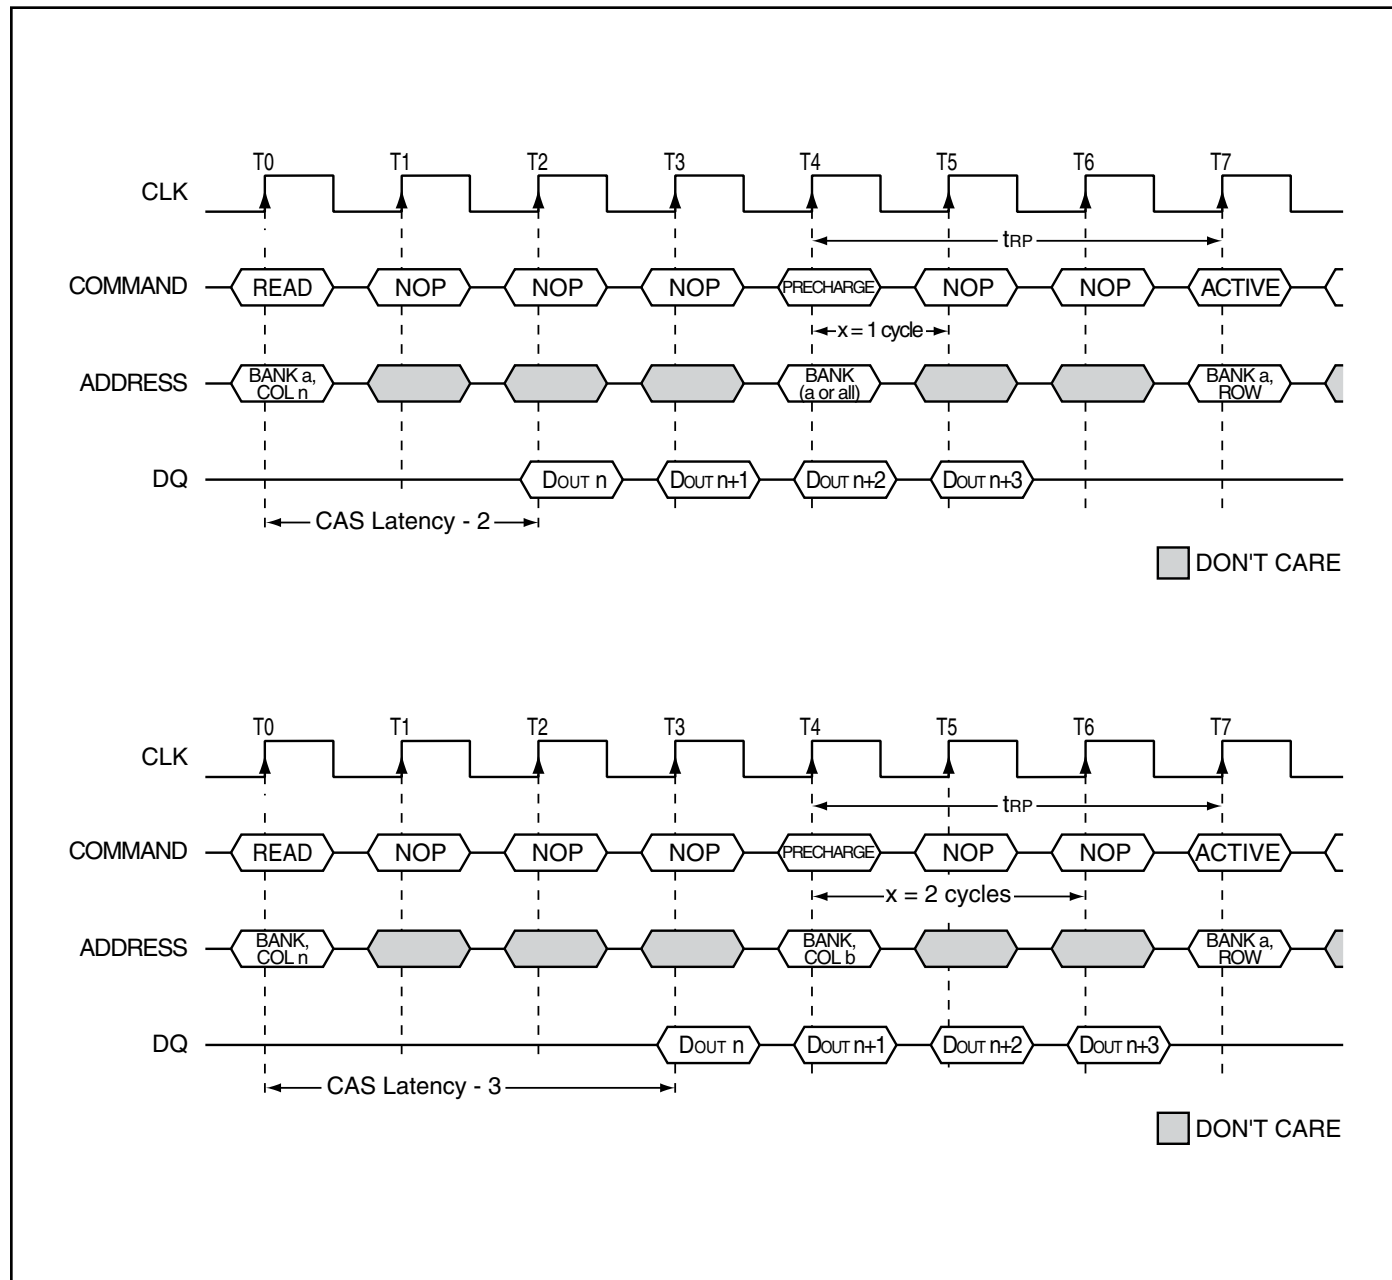 T0 T1 T2 T3 T4 T5 T6 T7
CLK
tRP
COMMAND READ NOP NOP NOP PRECHARGE NOP NOP ACTIVE
x = 1 cycle
ADDRESS BANK a, COL n BANK (a or all) BANK a, ROW
DQ DOUT n DOUT n+1 DOUT n+2 DOUT n+3
CAS Latency - 2
DON'T CARE
T0 T1 T2 T3 T4 T5 T6 T7
CLK
tRP
COMMAND READ NOP NOP NOP PRECHARGE NOP NOP ACTIVE
x = 2 cycles
ADDRESS BANK, COL n BANK, COL b BANK a, ROW
DQ DOUT n DOUT n+1 DOUT n+2 DOUT n+3
CAS Latency - 3
DON'T CARE